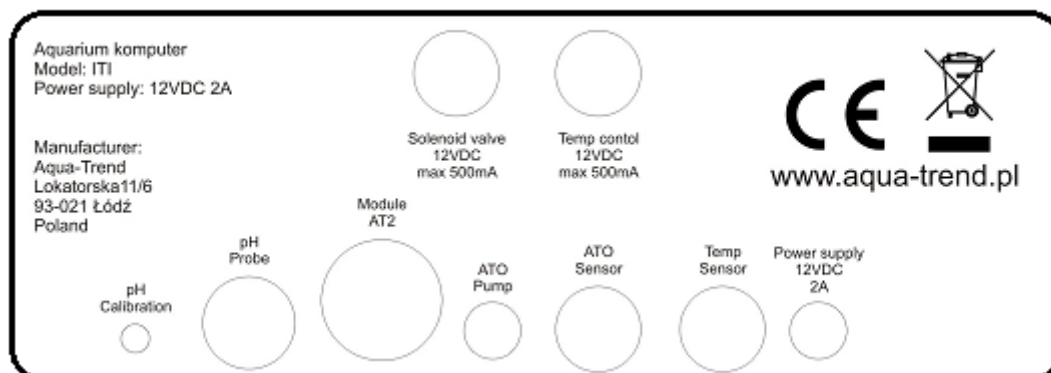 Aquarium komputer
Model: ITI
Power supply: 12VDC 2A
Manufacturer:
Aqua-Trend
Lokatorska11/6
93-021 Łódź
Poland
Solenoid valve
12VDC
max 500mA
Temp contol
12VDC
max 500mA
CE
www.aqua-trend.pl
pH
Calibration
pH
Probe
Module
AT2
ATO
Pump
ATO
Sensor
Temp
Sensor
Power supply
12VDC
2A